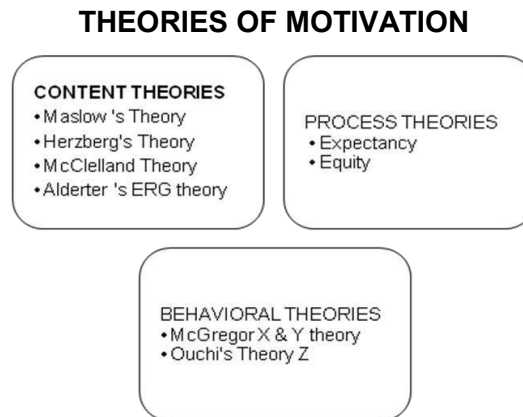 THEORIES OF MOTIVATION
CONTENT THEORIES
•Maslow 's Theory
•Herzberg's Theory
•McClelland Theory
•Alderter 's ERG theory
PROCESS THEORIES
• Expectancy
• Equity
BEHAVIORAL THEORIES
•McGregor X & Y theory
•Ouchi's Theory Z